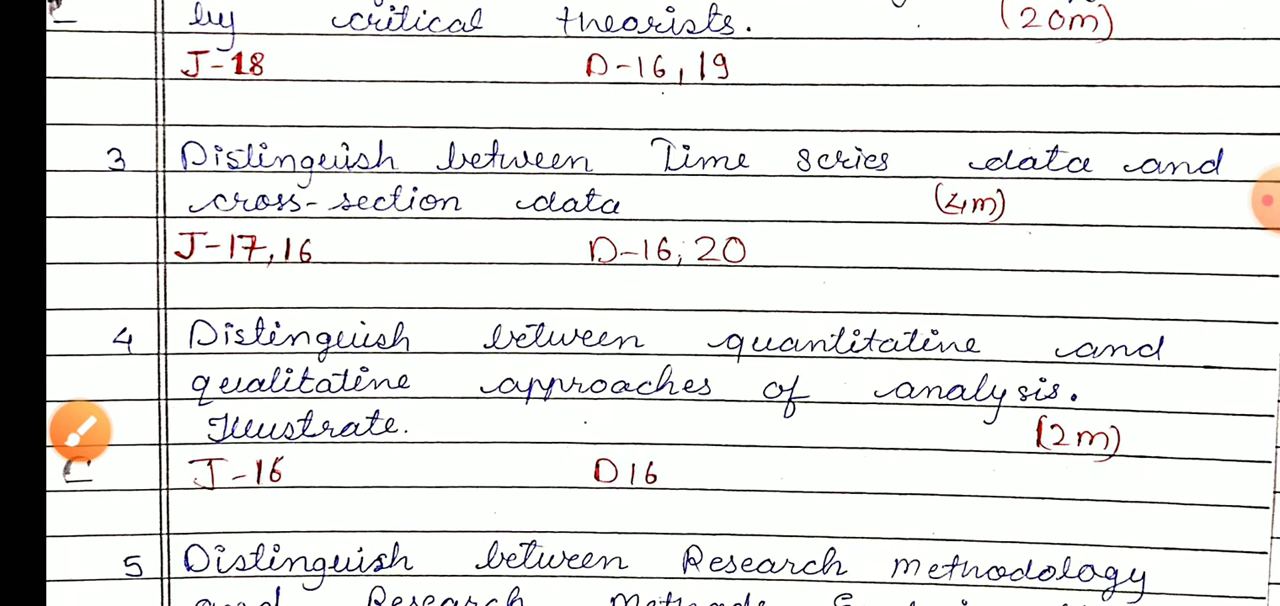 by critical theorists. (20m)
J-18 D-16, 19
3 Distinguish between Time series data and
cross-section data (4m)
J-17, 16 D-16, 20
4 Distinguish between quantitative and
qualitative approaches of analysis.
Illustrate. (2m)
J-16 D16
5 Distinguish between Research methodology
and Research